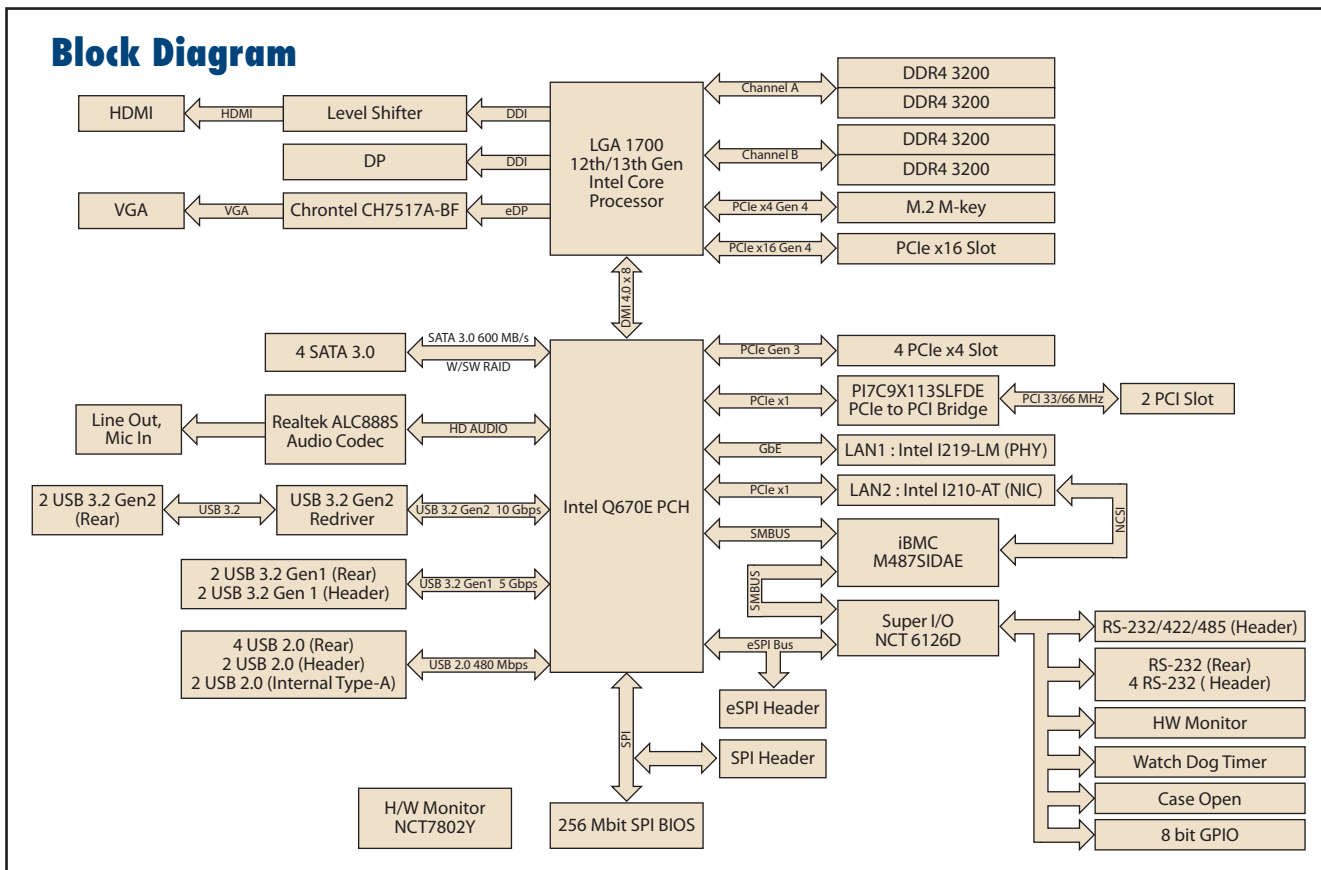 Block Diagram
HDMI
HDMI
Level Shifter
DDI
DP
DDI
VGA
VGA
Chrontel CH7517A-BF
eDP
LGA 1700
12th/13th Gen
Intel Core
Processor
Channel A
DDR4 3200
DDR4 3200
Channel B
DDR4 3200
DDR4 3200
PCIe x4 Gen 4
M.2 M-key
PCIe x16 Gen 4
PCIe x16 Slot
DMI 4.0 x 8
4 SATA 3.0
SATA 3.0 600 MB/s
W/SW RAID
Line Out,
Mic In
Realtek ALC888S
Audio Codec
HD AUDIO
2 USB 3.2 Gen2
(Rear)
USB 3.2
USB 3.2 Gen2
Redriver
USB 3.2 Gen2 10 Gbps
2 USB 3.2 Gen1 (Rear)
2 USB 3.2 Gen 1 (Header)
USB 3.2 Gen1 5 Gbps
4 USB 2.0 (Rear)
2 USB 2.0 (Header)
2 USB 2.0 (Internal Type-A)
USB 2.0 480 Mbps
Intel Q670E PCH
PCIe Gen 3
4 PCIe x4 Slot
PCIe x1
PI7C9X113SLFDE
PCIe to PCI Bridge
PCI 33/66 MHz
2 PCI Slot
GbE
LAN1 : Intel I219-LM (PHY)
PCIe x1
LAN2 : Intel I210-AT (NIC)
NCSI
SMBUS
iBMC
M487SIDAE
SMBUS
Super I/O
NCT 6126D
eSPI Bus
eSPI Header
SPI
SPI Header
H/W Monitor
NCT7802Y
256 Mbit SPI BIOS
RS-232/422/485 (Header)
RS-232 (Rear)
4 RS-232 ( Header)
HW Monitor
Watch Dog Timer
Case Open
8 bit GPIO